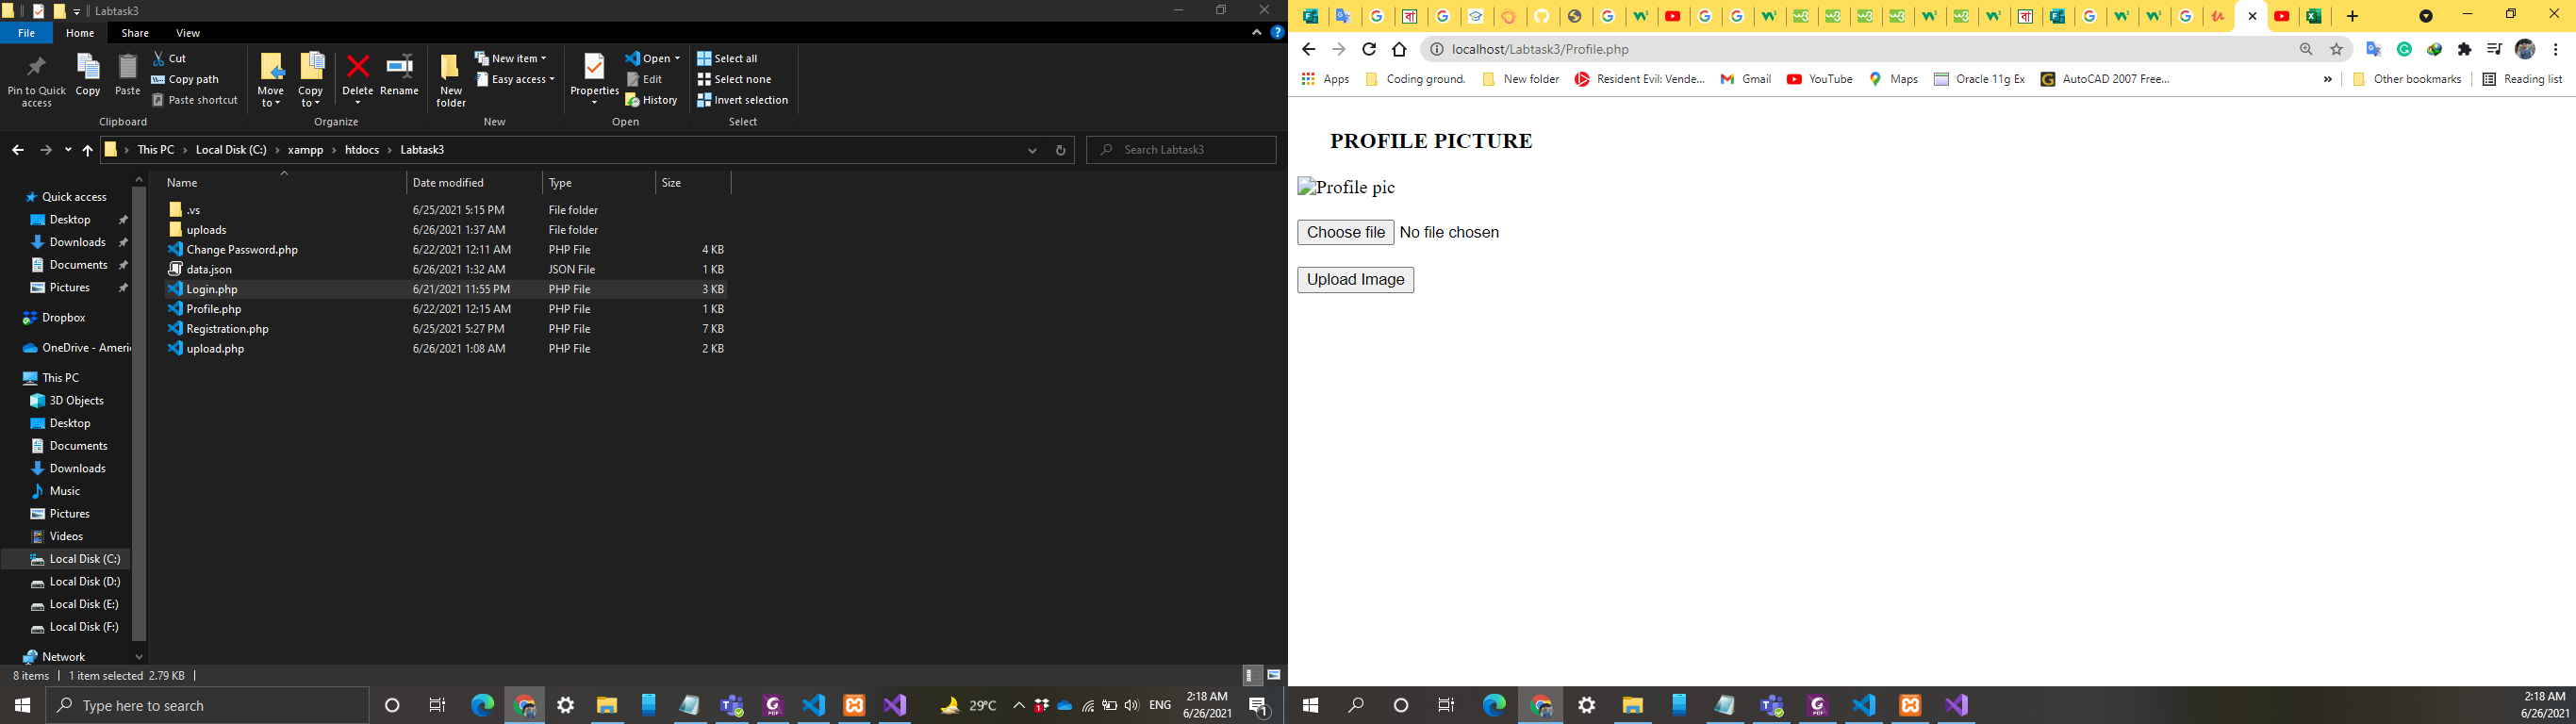 Labtask3
File Home Share View
Pin to Quick access
Copy
Paste
Cut
Copy path
Paste shortcut
Clipboard
Move to
Copy to
Delete
Rename
Organize
New folder
New item
Easy access
New
Properties
Open
Edit
History
Open
Select all
Select none
Invert selection
Select
This PC › Local Disk (C:) › xampp › htdocs › Labtask3
Search Labtask3
Quick access
Desktop
Downloads
Documents
Pictures
Dropbox
OneDrive - Ameri
This PC
3D Objects
Desktop
Documents
Downloads
Music
Pictures
Videos
Local Disk (C:)
Local Disk (D:)
Local Disk (E:)
Local Disk (F:)
Network
Name Date modified Type Size
.vs 6/25/2021 5:15 PM File folder
uploads 6/26/2021 1:37 AM File folder
Change Password.php 6/22/2021 12:11 AM PHP File 4 KB
data.json 6/26/2021 1:32 AM JSON File 1 KB
Login.php 6/21/2021 11:55 PM PHP File 3 KB
Profile.php 6/22/2021 12:15 AM PHP File 1 KB
Registration.php 6/25/2021 5:27 PM PHP File 7 KB
upload.php 6/26/2021 1:08 AM PHP File 2 KB
8 items 1 item selected 2.79 KB
Type here to search
29°C ENG 2:18 AM
6/26/2021
localhost/Labtask3/Profile.php
Apps Coding ground. New folder Resident Evil: Vende... Gmail YouTube Maps Oracle 11g Ex AutoCAD 2007 Free... » Other bookmarks Reading list
PROFILE PICTURE
Profile pic
Choose file No file chosen
Upload Image
2:18 AM
6/26/2021